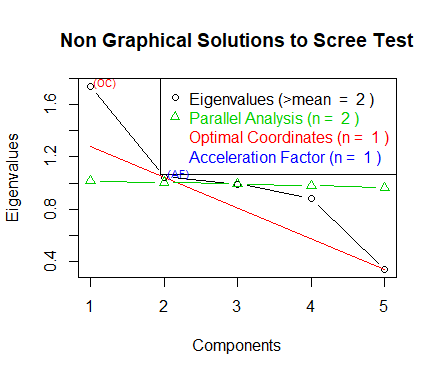 Non Graphical Solutions to Scree Test
(OC)
Eigenvalues (>mean = 2 )
Parallel Analysis (n = 2 )
Optimal Coordinates (n = 1 )
Acceleration Factor (n = 1 )
(AF)
Eigenvalues
1.6
1.2
0.8
0.4
1 2 3 4 5
Components